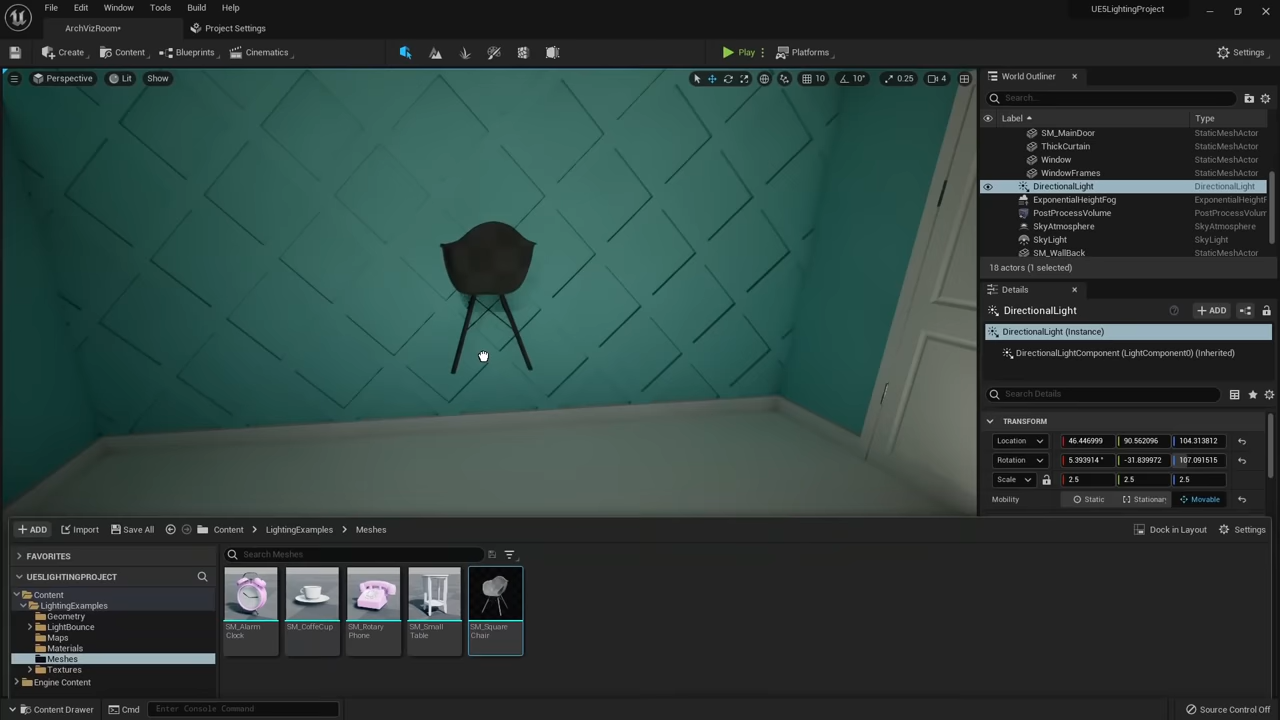 File Edit Window Tools Build Help
UE5LightingProject
ArchVizRoom•
Project Settings
Create Content Blueprints Cinematics Play Platforms Settings
Perspective Lit Show 10 10° 0.25 4
World Outliner
Search...
Label Type
SM_MainDoor StaticMeshActor
ThickCurtain StaticMeshActor
Window StaticMeshActor
WindowFrames StaticMeshActor
DirectionalLight DirectionalLight
ExponentialHeightFog ExponentialHeightF
PostProcessVolume PostProcessVolum
SkyAtmosphere SkyAtmosphere
SkyLight SkyLight
SM_WallBack StaticMeshActor
18 actors (1 selected)
Details
DirectionalLight + ADD
DirectionalLight (Instance)
DirectionalLightComponent (LightComponent0) (Inherited)
Search Details
TRANSFORM
Location 46.446999 90.562096 104.313812
Rotation 5.393914 ° -31.839972 107.091515
Scale 2.5 2.5 2.5
Mobility Static Stationary Movable
+ ADD Import Save All Content LightingExamples Meshes Dock in Layout Settings
FAVORITES
Search Meshes
UE5LIGHTINGPROJECT
Content
LightingExamples
Geometry
LightBounce
Maps
Materials
Meshes
Textures
Engine Content
SM_Alarm
Clock
SM_CoffeCup
SM_Rotary
Phone
SM_Small
Table
SM_Square
Chair
Content Drawer Cmd Enter Console Command Source Control Off